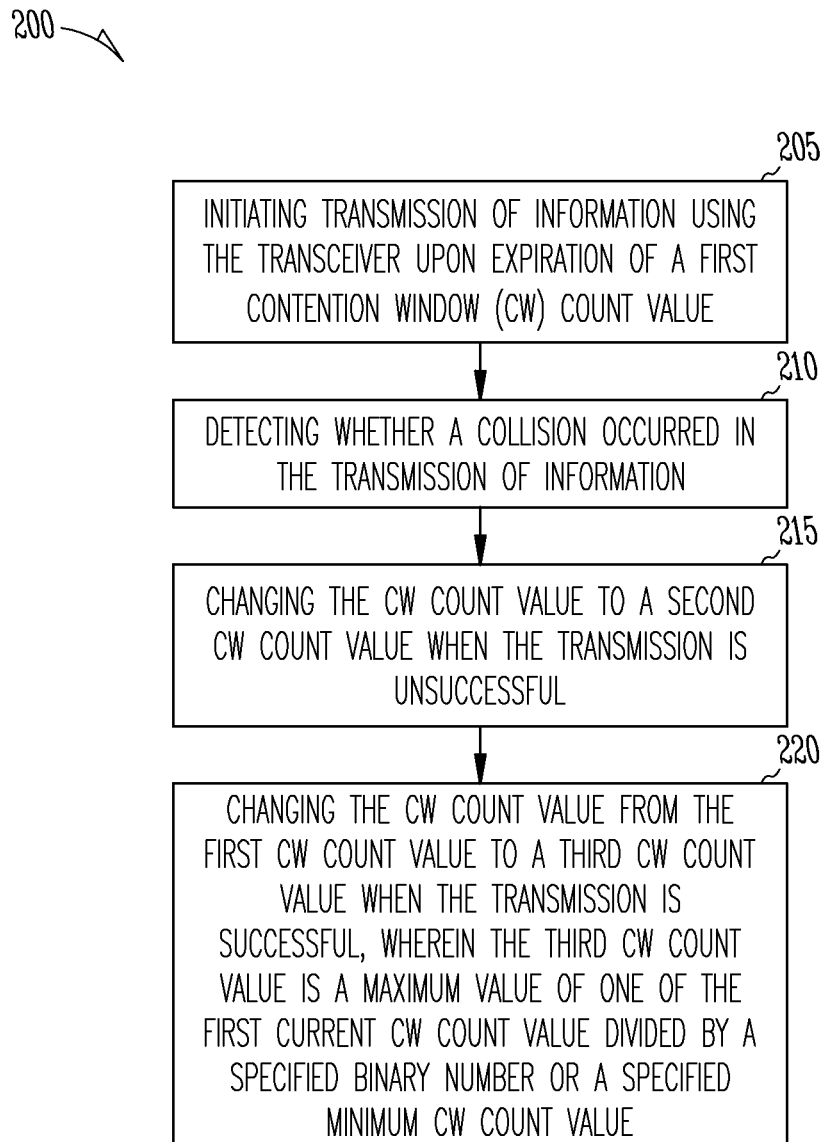 200
205
INITIATING TRANSMISSION OF INFORMATION USING
THE TRANSCEIVER UPON EXPIRATION OF A FIRST
CONTENTION WINDOW (CW) COUNT VALUE
210
DETECTING WHETHER A COLLISION OCCURRED IN
THE TRANSMISSION OF INFORMATION
215
CHANGING THE CW COUNT VALUE TO A SECOND
CW COUNT VALUE WHEN THE TRANSMISSION IS
UNSUCCESSFUL
220
CHANGING THE CW COUNT VALUE FROM THE
FIRST CW COUNT VALUE TO A THIRD CW COUNT
VALUE WHEN THE TRANSMISSION IS
SUCCESSFUL, WHEREIN THE THIRD CW COUNT
VALUE IS A MAXIMUM VALUE OF ONE OF THE
FIRST CURRENT CW COUNT VALUE DIVIDED BY A
SPECIFIED BINARY NUMBER OR A SPECIFIED
MINIMUM CW COUNT VALUE